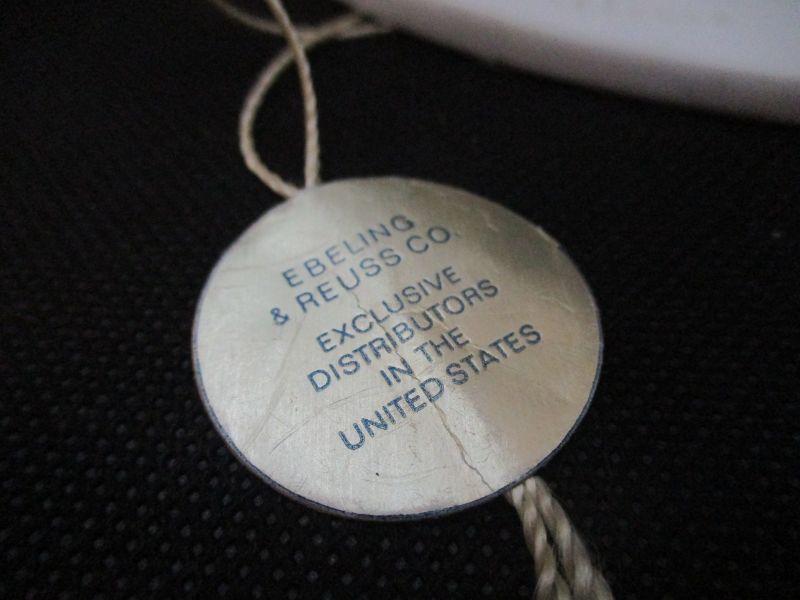 EBELING
& REUSS CO.
EXCLUSIVE
DISTRIBUTORS
IN THE
UNITED STATES